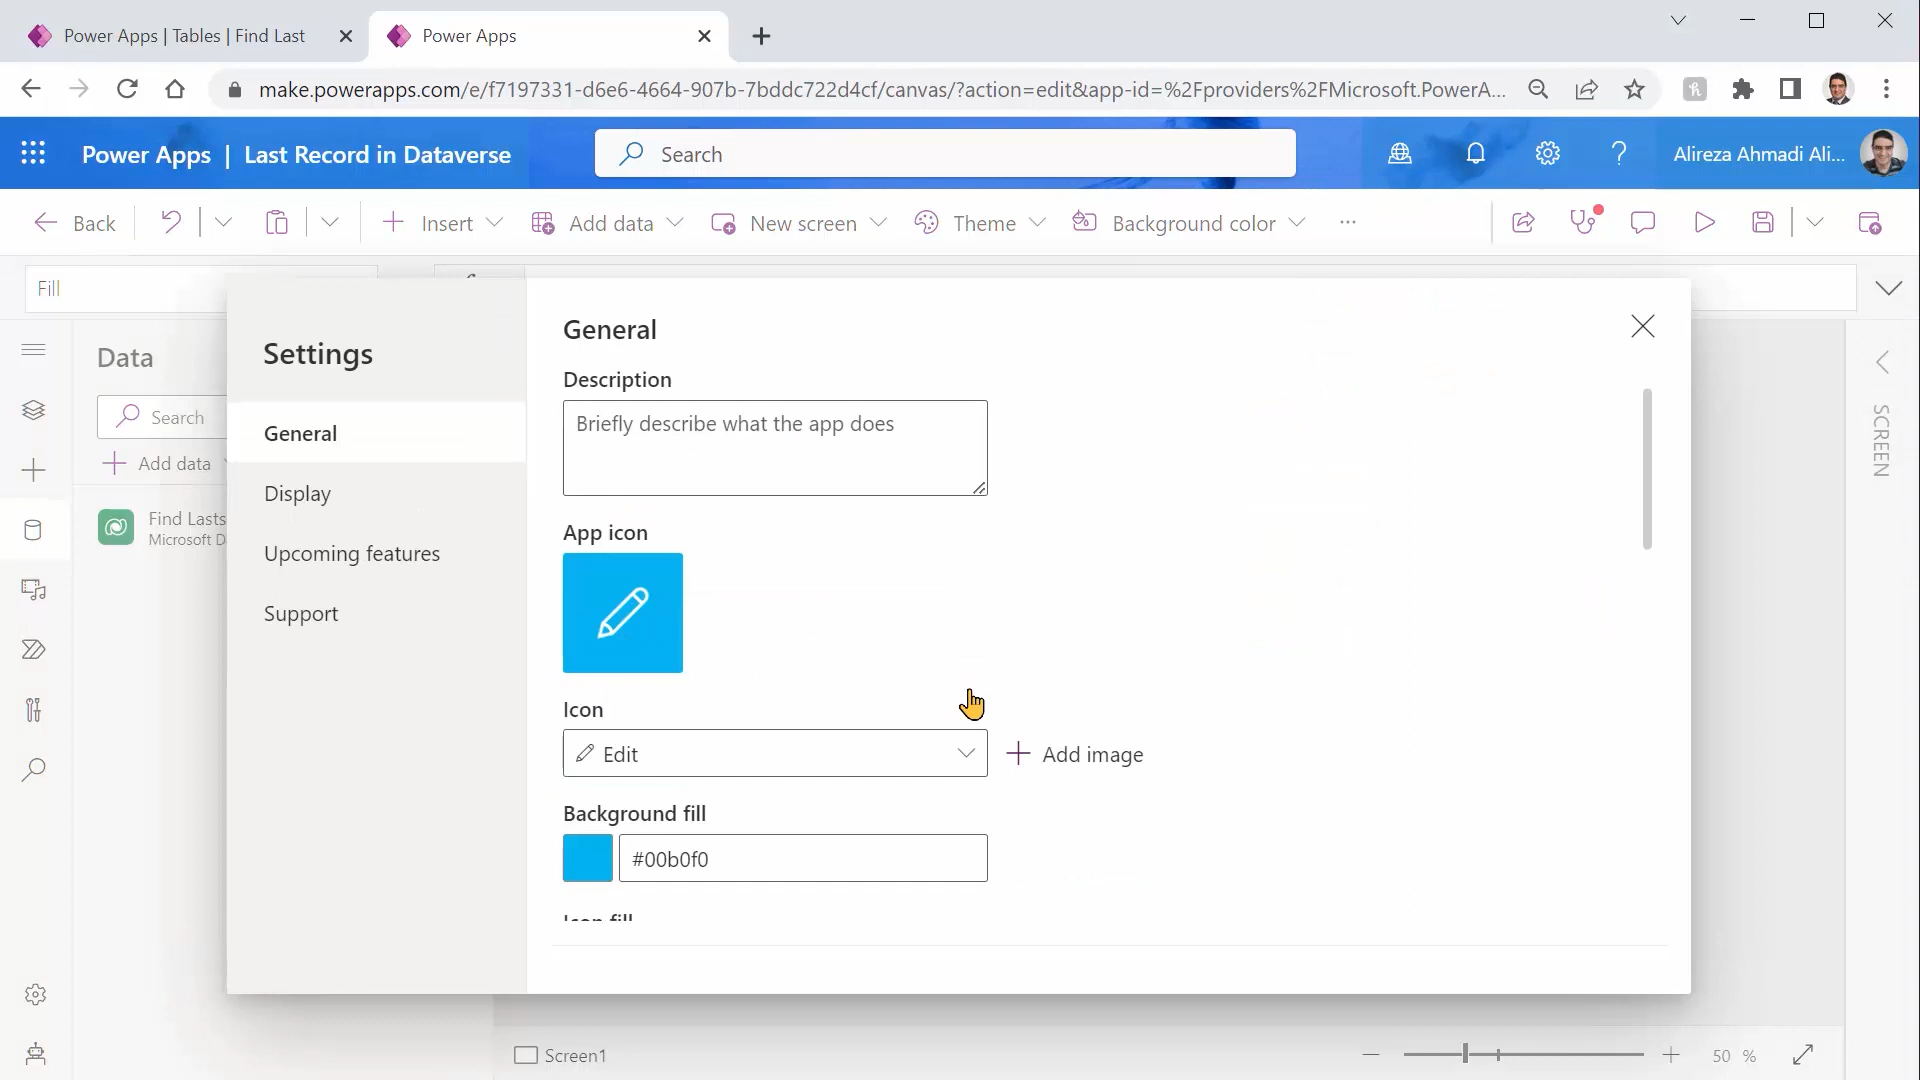 Power Apps | Tables | Find Last
Power Apps
make.powerapps.com/e/f7197331-d6e6-4664-907b-7bddc722d4cf/canvas/?action=edit&app-id=%2Fproviders%2FMicrosoft.PowerA...
Power Apps | Last Record in Dataverse
Search
Alireza Ahmadi Ali...
Back
Insert
Add data
New screen
Theme
Background color
...
Fill
Data
Search
Add data
Find Lasts
Microsoft D
Settings
General
Display
Upcoming features
Support
General
Description
Briefly describe what the app does
App icon
Icon
Edit
Add image
Background fill
#00b0f0
Icon fill
SCREEN
Screen1
50 %